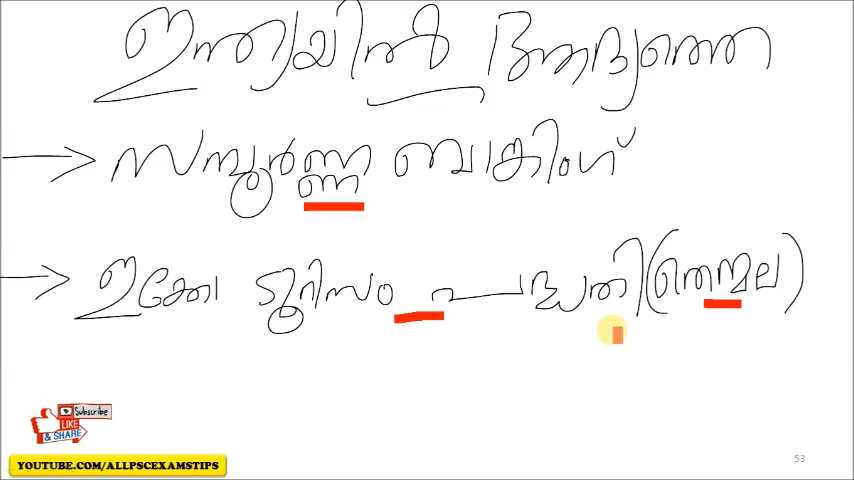 ഇന്ത്യയിൽ ആദ്യത്തെ
→ സമ്പൂർണ്ണ ബാങ്കിംഗ്
→ ഇക്കോ ടൂറിസം പദ്ധതി (തെന്മല)
Subscribe
LIKE
& SHARE
YOUTUBE.COM/ALLPSCEXAMSTIPS
53